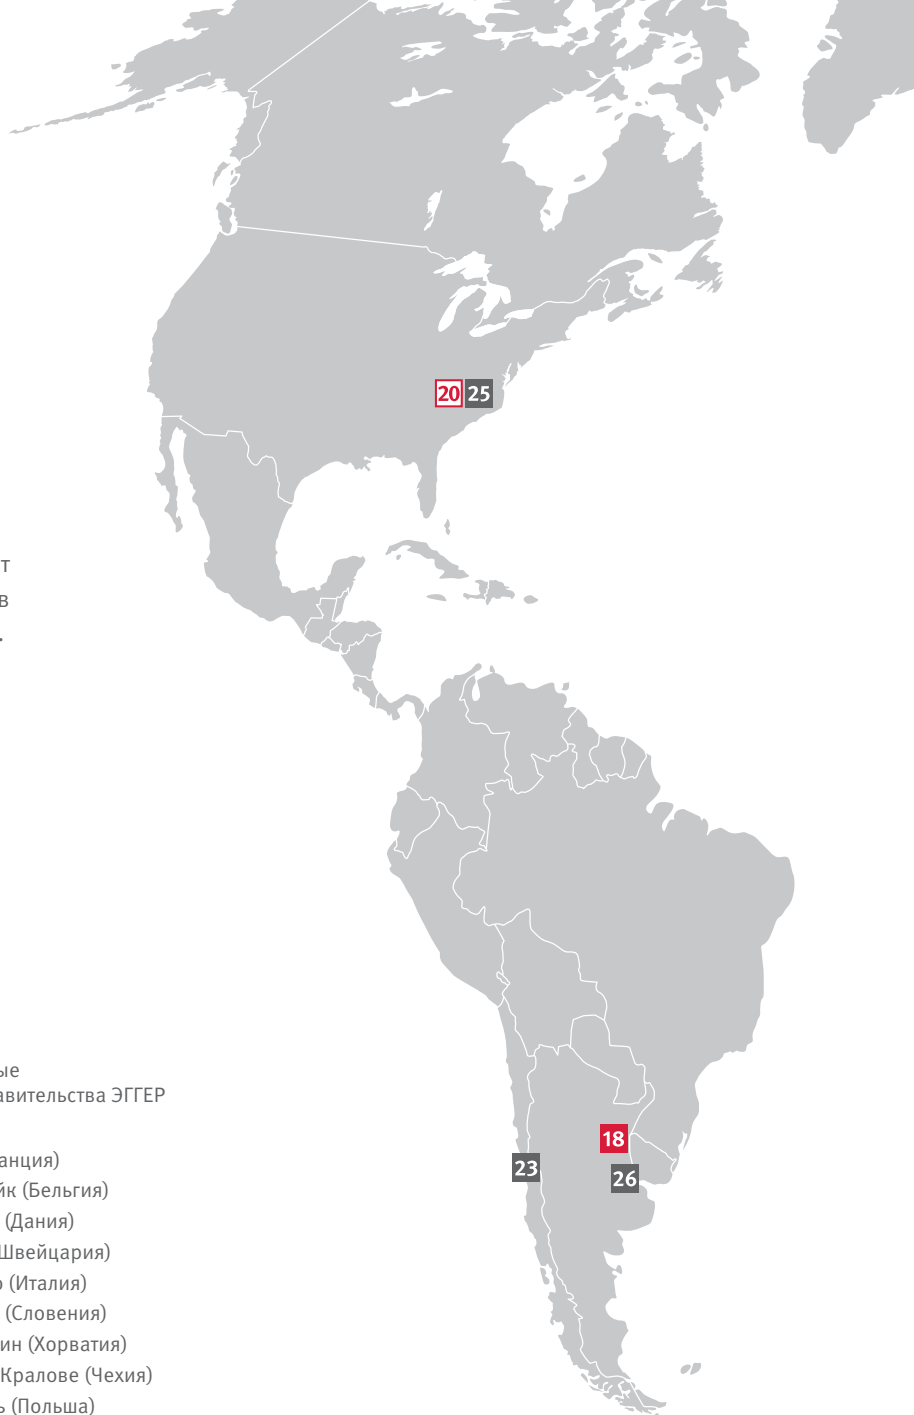 20 25
т
в
.
ые
авительства ЭГГЕР
анция)
йк (Бельгия)
(Дания)
Швейцария)
о (Италия)
(Словения)
ин (Хорватия)
Кралове (Чехия)
ь (Польша)
18
23
26